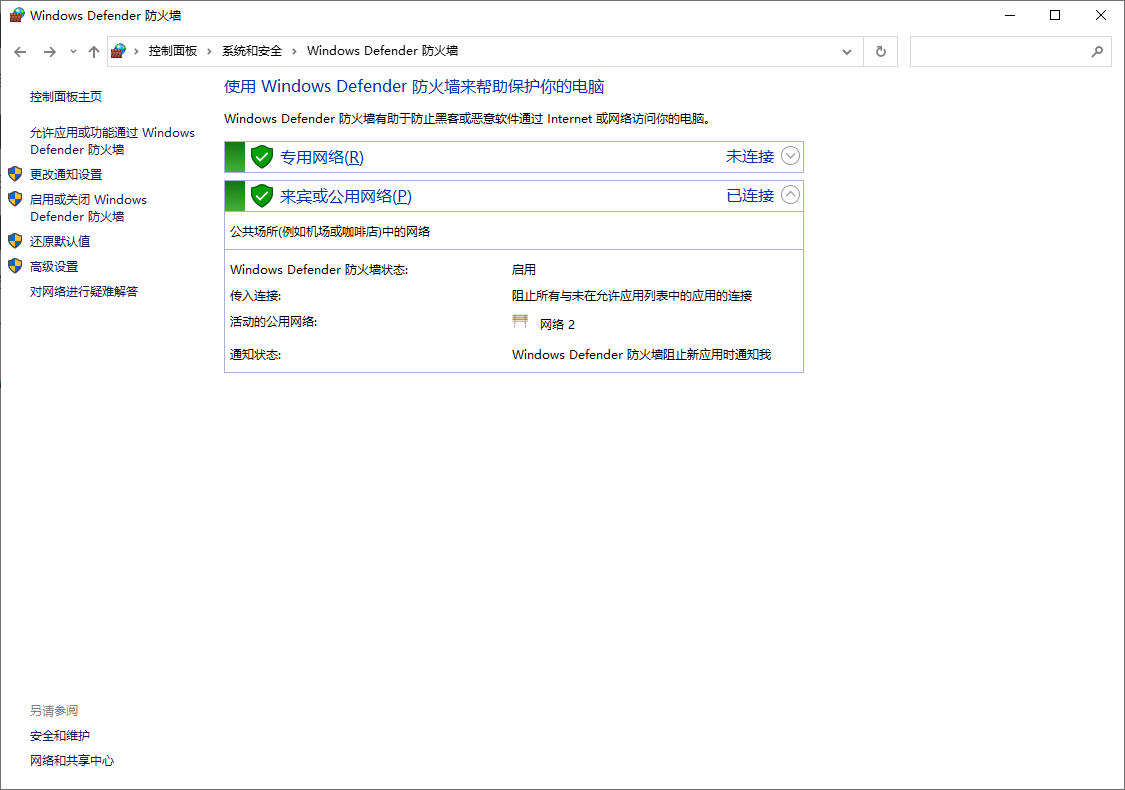 Windows Defender 防火墙
控制面板 系统和安全 Windows Defender 防火墙
控制面板主页
允许应用或功能通过 Windows
Defender 防火墙
更改通知设置
启用或关闭 Windows
Defender 防火墙
还原默认值
高级设置
对网络进行疑难解答
使用 Windows Defender 防火墙来帮助保护你的电脑
Windows Defender 防火墙有助于防止黑客或恶意软件通过 Internet 或网络访问你的电脑。
专用网络(R) 未连接
来宾或公用网络(P) 已连接
公共场所(例如机场或咖啡店)中的网络
Windows Defender 防火墙状态: 启用
传入连接: 阻止所有与未在允许应用列表中的应用的连接
活动的公用网络: 网络 2
通知状态: Windows Defender 防火墙阻止新应用时通知我
另请参阅
安全和维护
网络和共享中心